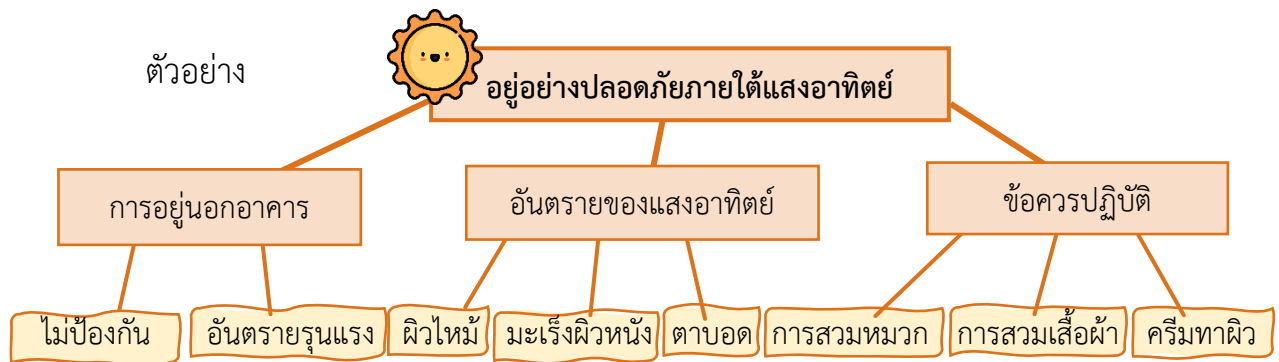 ตัวอย่าง
อยู่อย่างปลอดภัยภายใต้แสงอาทิตย์
การอยู่นอกอาคาร
อันตรายของแสงอาทิตย์
ข้อควรปฏิบัติ
ไม่ป้องกัน
อันตรายรุนแรง
ผิวไหม้
มะเร็งผิวหนัง
ตาบอด
การสวมหมวก
การสวมเสื้อผ้า
ครีมทาผิว